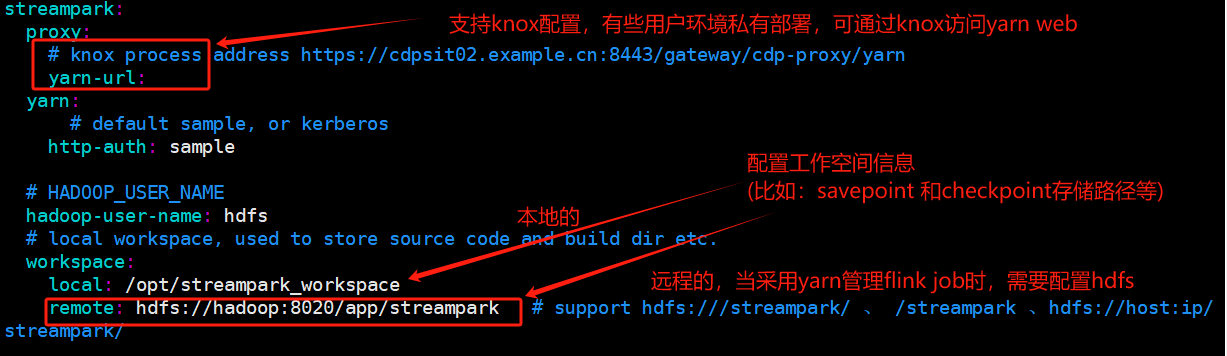 streampark:
支持knox配置，有些用户环境私有部署，可通过knox访问yarn web
proxy:
# knox process address https://cdpsit02.example.cn:8443/gateway/cdp-proxy/yarn
yarn-url:
yarn:
# default sample, or kerberos
http-auth: sample
配置工作空间信息
(比如：savepoint 和checkpoint存储路径等)
# HADOOP_USER_NAME
hadoop-user-name: hdfs
本地的
# local workspace, used to store source code and build dir etc.
workspace:
local: /opt/streampark_workspace
远程的，当采用yarn管理flink job时，需要配置hdfs
remote: hdfs://hadoop:8020/app/streampark # support hdfs:///streampark/ 、 /streampark 、hdfs://host:ip/
streampark/